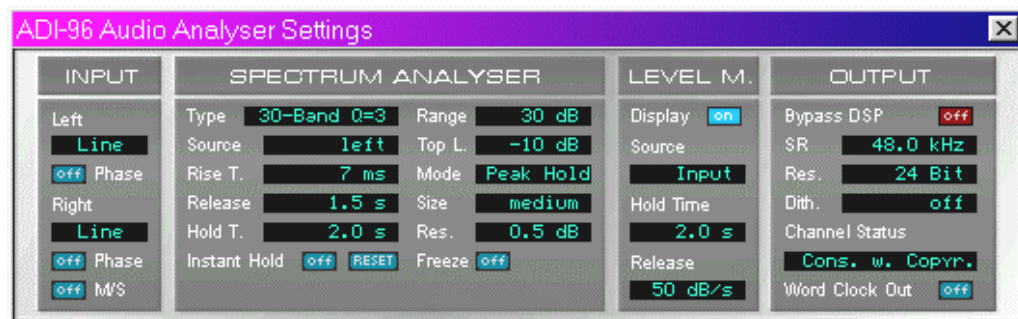 ADI-96 Audio Analyser Settings
INPUT
Left
Line
off Phase
Right
Line
off Phase
off M/S
SPECTRUM ANALYSER
Type 30-Band Q=3
Source left
Rise T. 7 ms
Release 1.5 s
Hold T. 2.0 s
Instant Hold off RESET
Range 30 dB
Top L. -10 dB
Mode Peak Hold
Size medium
Res. 0.5 dB
Freeze off
LEVEL M.
Display on
Source
Input
Hold Time
2.0 s
Release
50 dB/s
OUTPUT
Bypass DSP off
SR 48.0 kHz
Res. 24 Bit
Dith. off
Channel Status
Cons. w. Copyr.
Word Clock Out off